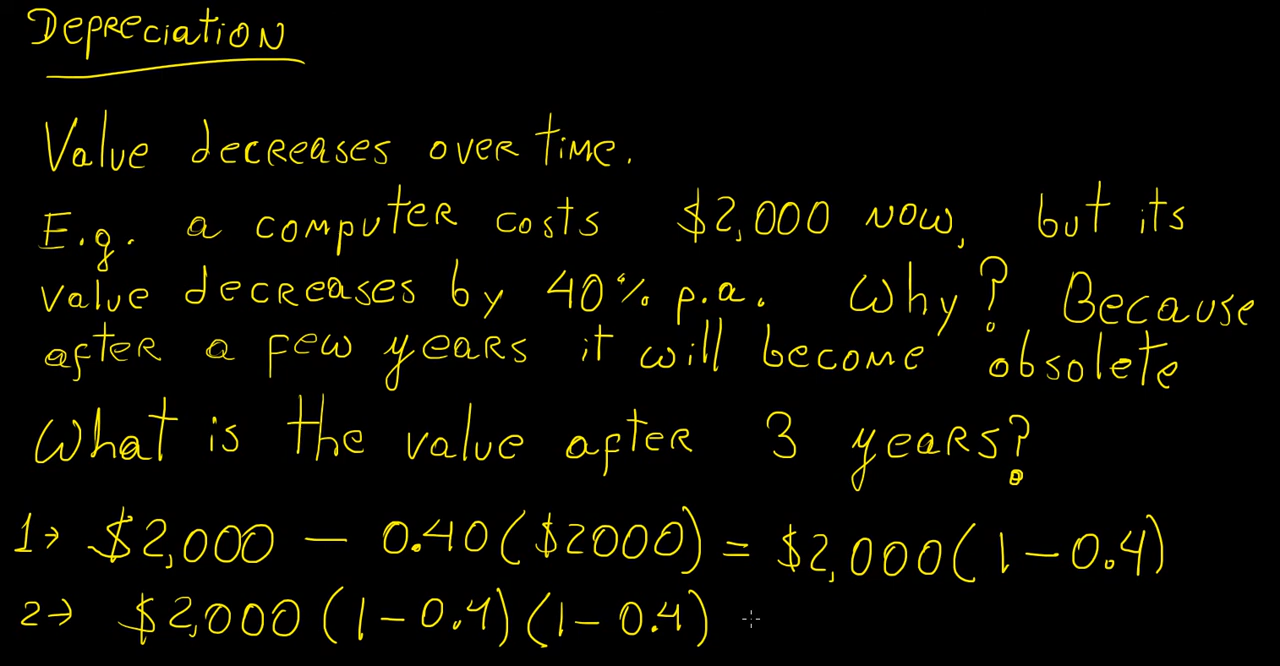 Depreciation
Value decreases over time.
E.g. a computer costs $2,000 now, but its
value decreases by 40% p.a. Why? Because
after a few years it will become obsolete
What is the value after 3 years?
1→ $2,000 - 0.40($2000) = $2,000(1-0.4)
2→ $2,000(1-0.4)(1-0.4)